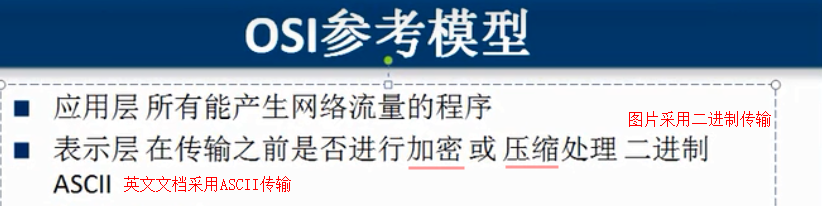 OSI参考模型
应用层 所有能产生网络流量的程序
图片采用二进制传输
表示层 在传输之前是否进行加密 或 压缩处理 二进制
ASCII 英文文档采用ASCII传输